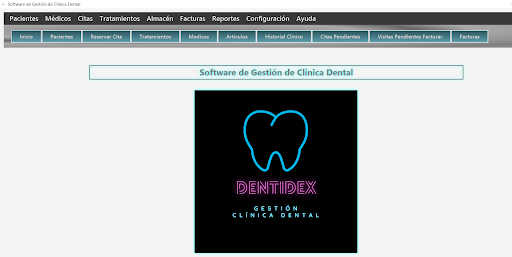 Software de Gestión de Clínica Dental
Pacientes Médicos Citas Tratamientos Almacén Facturas Reportes Configuración Ayuda
Inicio Pacientes Reservar Cita Tratamientos Medicos Articulos Historial Clínico Citas Pendientes Visitas Pendientes Facturar Facturas
Software de Gestión de Clínica Dental
DENTIDEX
GESTIÓN
CLÍNICA DENTAL